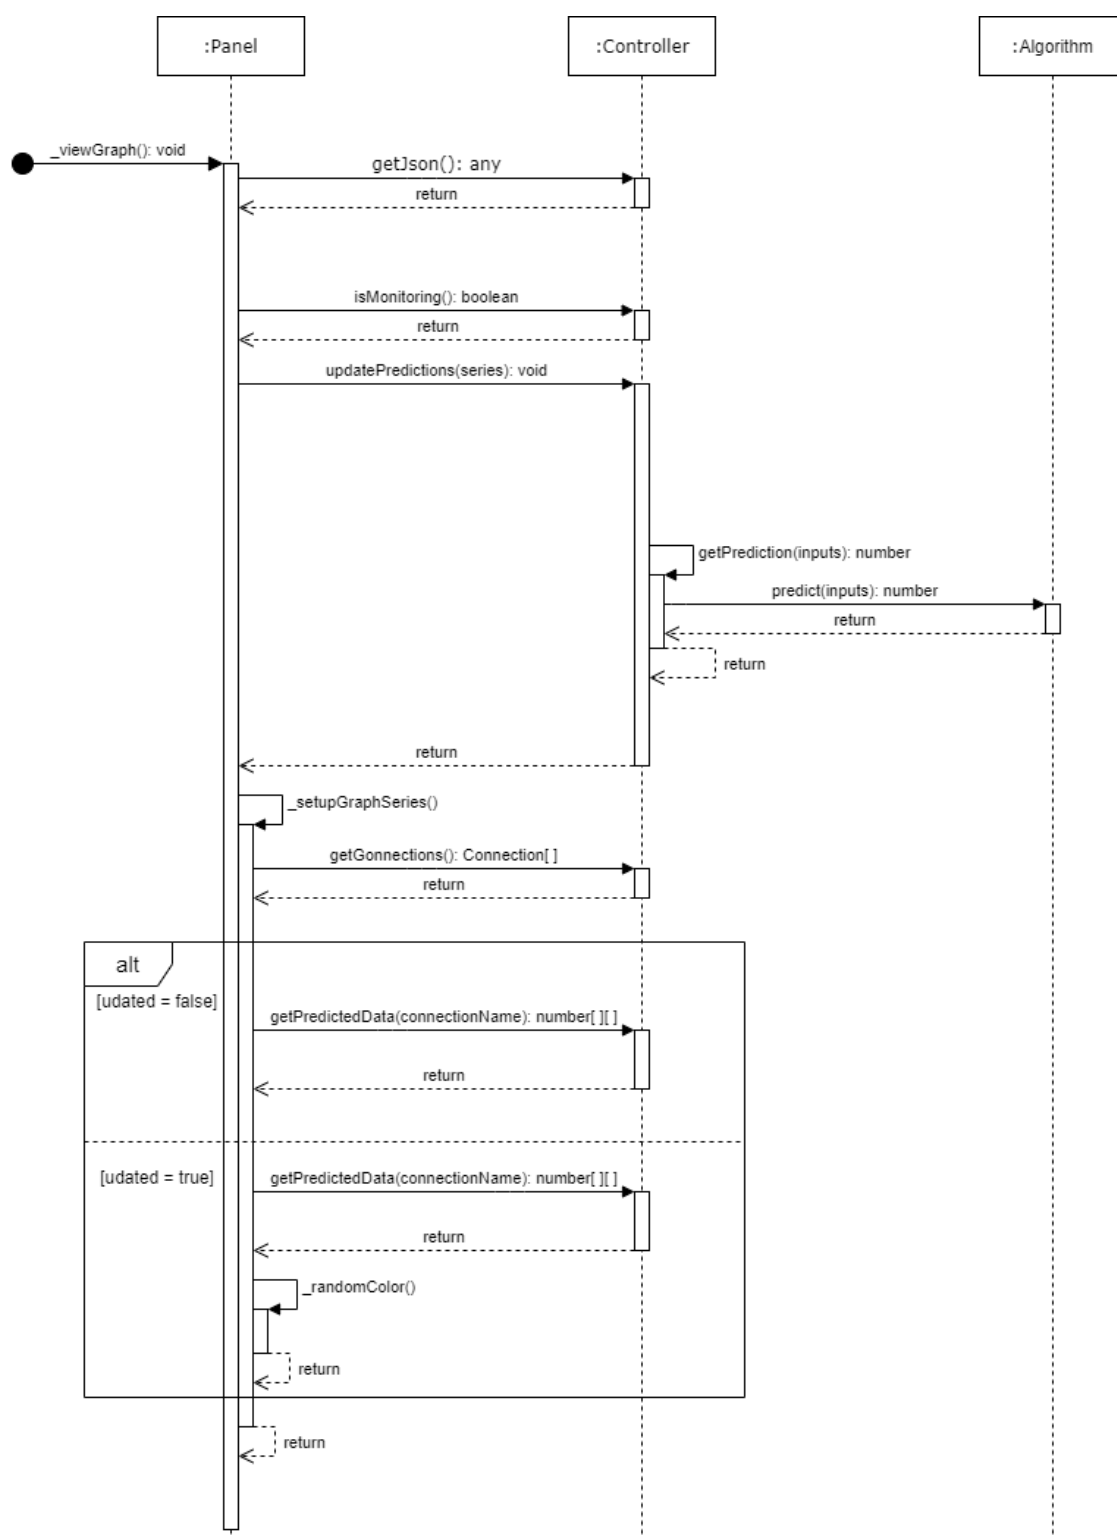 :Panel
:Controller
:Algorithm
_viewGraph(): void
getJson(): any
return
isMonitoring(): boolean
return
updatePredictions(series): void
getPrediction(inputs): number
predict(inputs): number
return
return
return
_setupGraphSeries()
getGonnections(): Connection[ ]
return
alt
[udated = false]
getPredictedData(connectionName): number[ ][ ]
return
[udated = true]
getPredictedData(connectionName): number[ ][ ]
return
_randomColor()
return
return